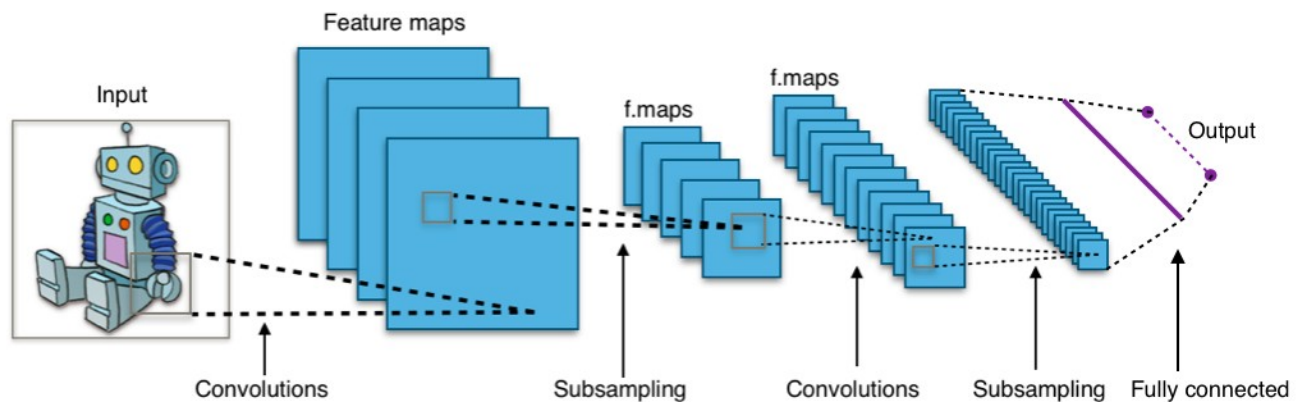 Feature maps
f.maps
f.maps
Input
Output
Convolutions
Subsampling
Convolutions
Subsampling
Fully connected